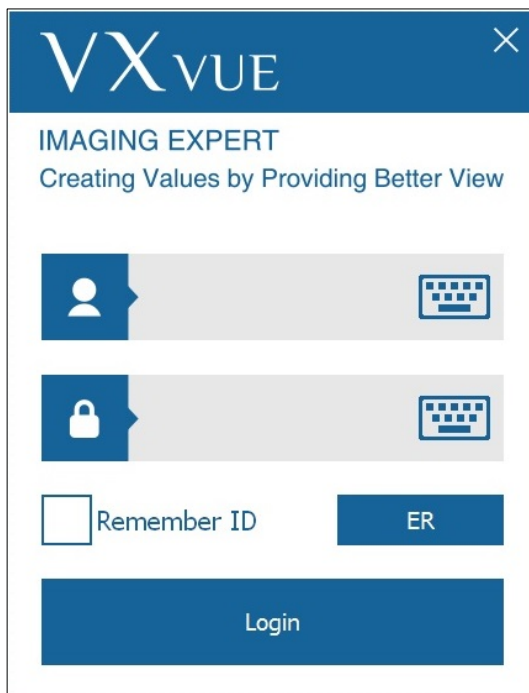 VXVUE
IMAGING EXPERT
Creating Values by Providing Better View
Remember ID
ER
Login